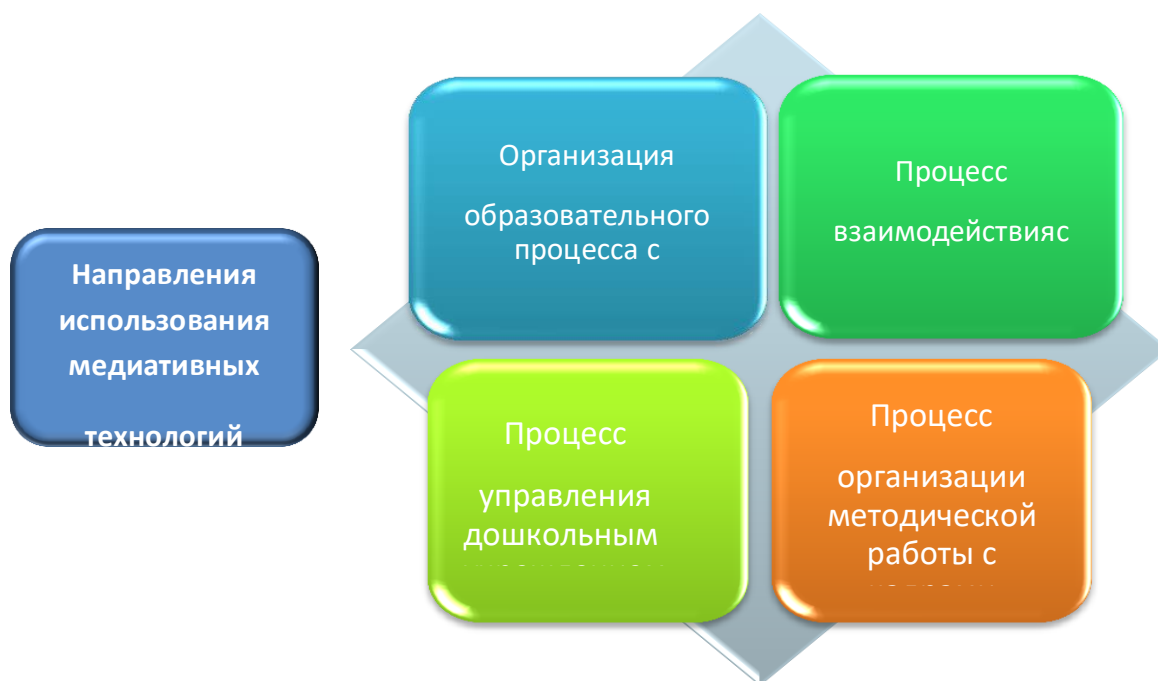 Направления
использования
медиативных
технологий
Организация
образовательного
процесса с
Процесс
взаимодействияс
Процесс
управления
дошкольным
Процесс
организации
методической
работы с